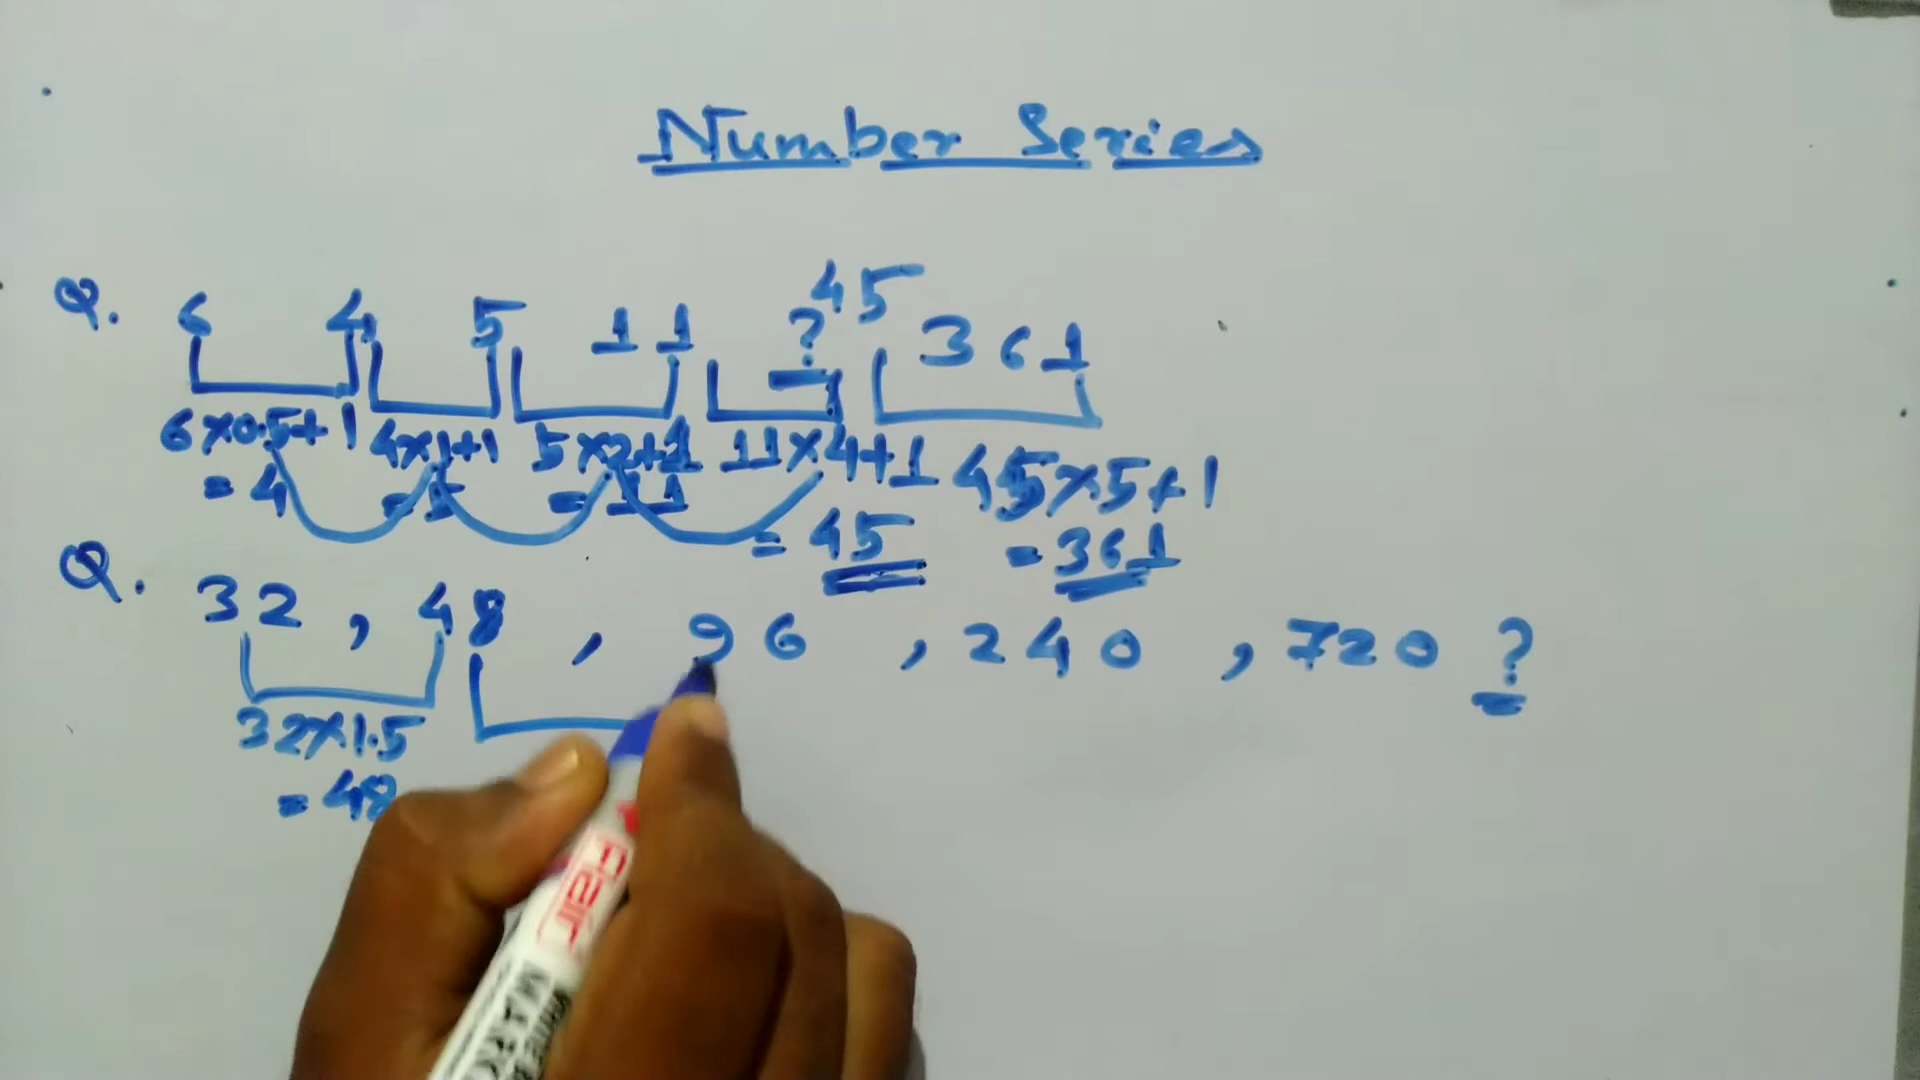 Number Series
Q. 6 4 5 11 ? 45 361
6×0.5+1 4×1+1 5×2+1 11×4+1 45×5+1
= 4 = 5 = 11 = 45 = 361
Q. 32 , 48 , 96 , 240 , 720 ?
32×1.5
= 48